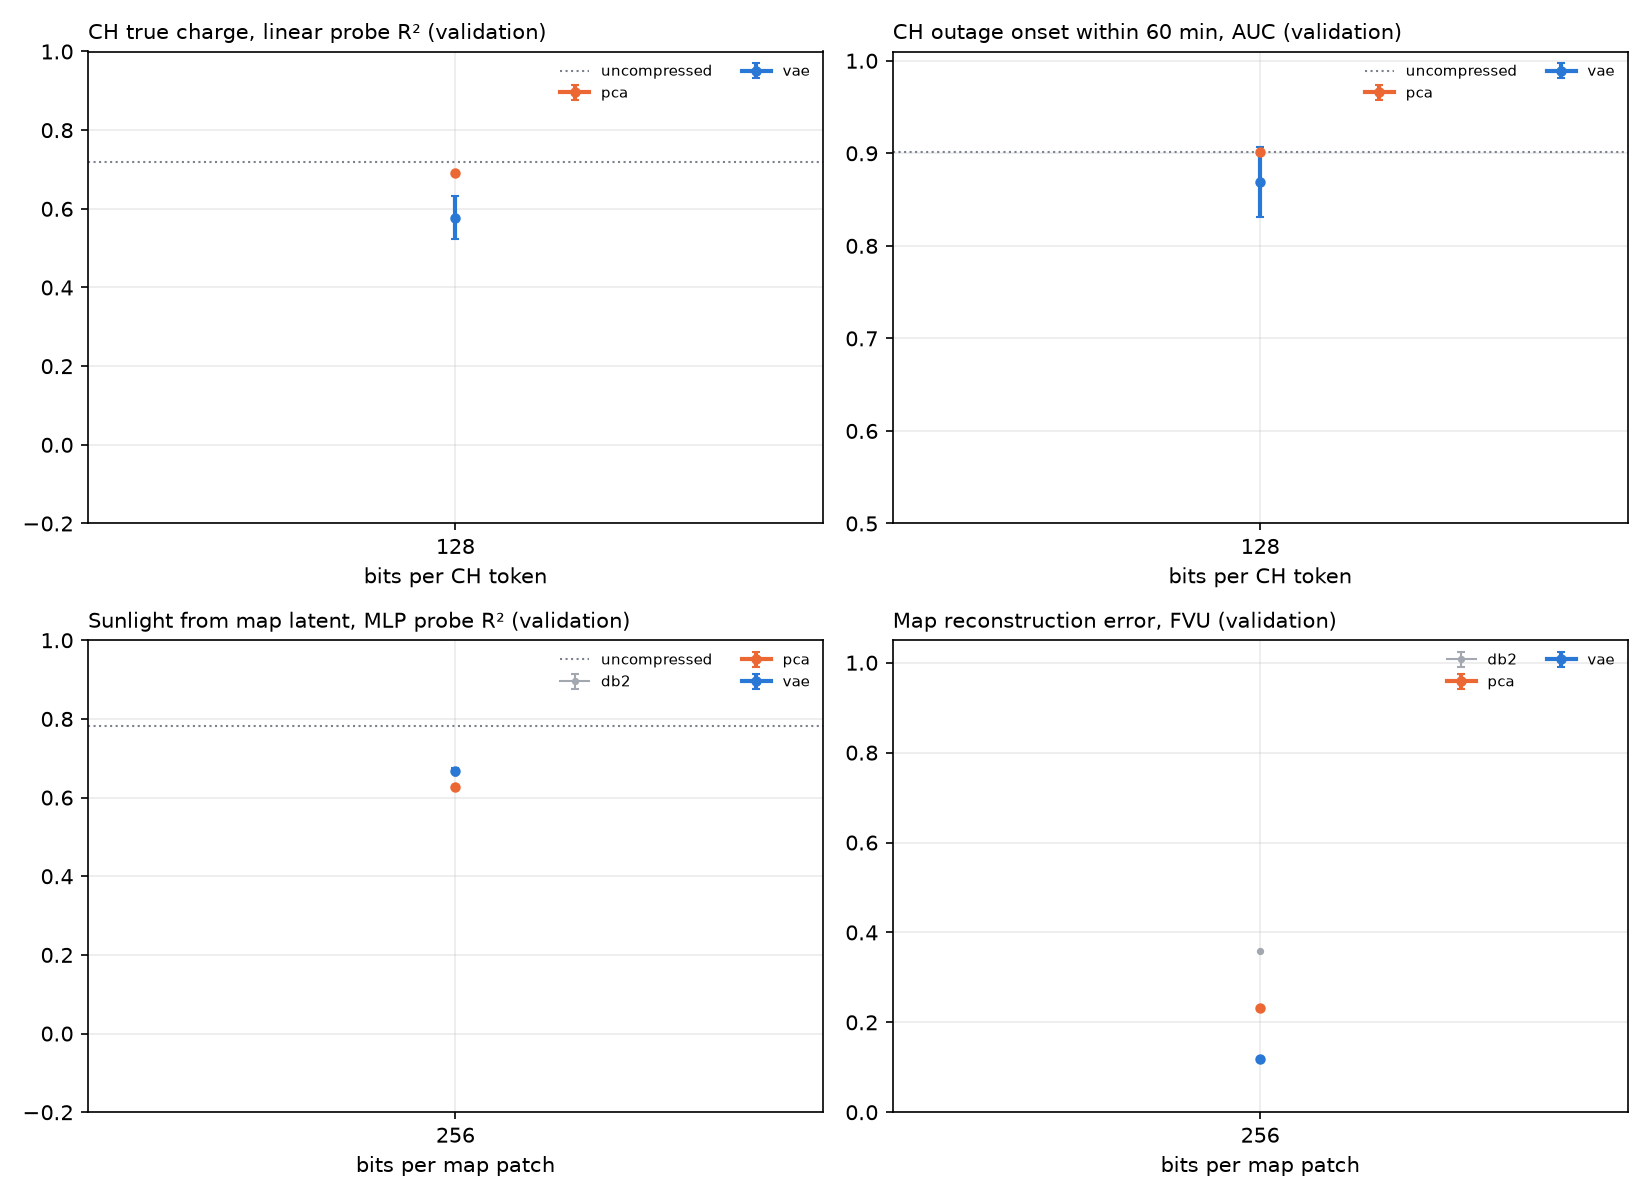 CH true charge, linear probe R² (validation)
1.0
0.8
0.6
0.4
0.2
0.0
−0.2
uncompressed
pca
vae
128
bits per CH token
CH outage onset within 60 min, AUC (validation)
1.0
0.9
0.8
0.7
0.6
0.5
uncompressed
pca
vae
128
bits per CH token
Sunlight from map latent, MLP probe R² (validation)
1.0
0.8
0.6
0.4
0.2
0.0
−0.2
uncompressed
db2
pca
vae
256
bits per map patch
Map reconstruction error, FVU (validation)
1.0
0.8
0.6
0.4
0.2
0.0
db2
pca
vae
256
bits per map patch